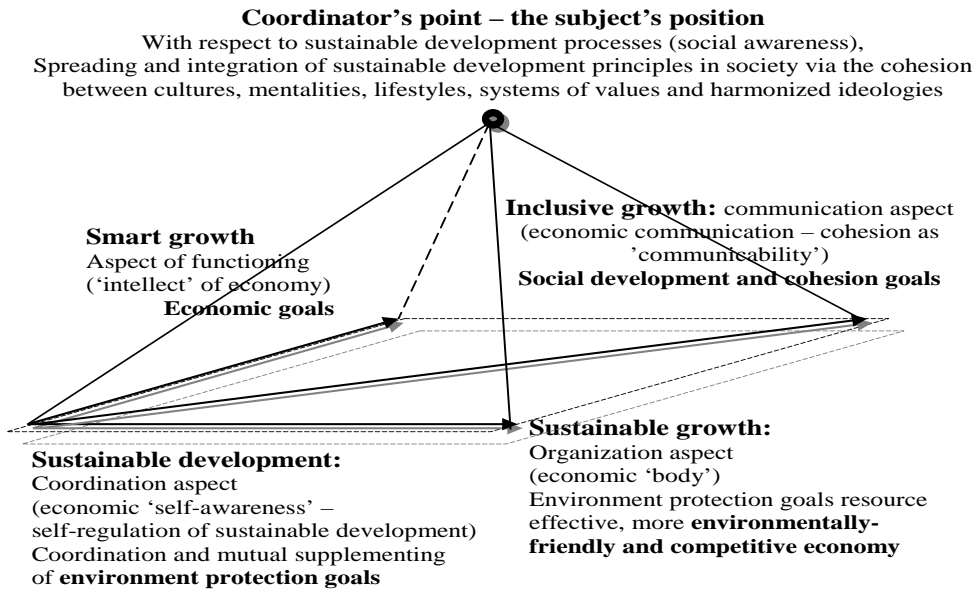 Coordinator’s point – the subject’s position
With respect to sustainable development processes (social awareness),
Spreading and integration of sustainable development principles in society via the cohesion
between cultures, mentalities, lifestyles, systems of values and harmonized ideologies
Inclusive growth: communication aspect
(economic communication – cohesion as
’communicability’)
Social development and cohesion goals
Smart growth
Aspect of functioning
(‘intellect’ of economy)
Economic goals
Sustainable growth:
Organization aspect
(economic ‘body’)
Environment protection goals resource
effective, more environmentally-
friendly and competitive economy
Sustainable development:
Coordination aspect
(economic ‘self-awareness’ –
self-regulation of sustainable development)
Coordination and mutual supplementing
of environment protection goals